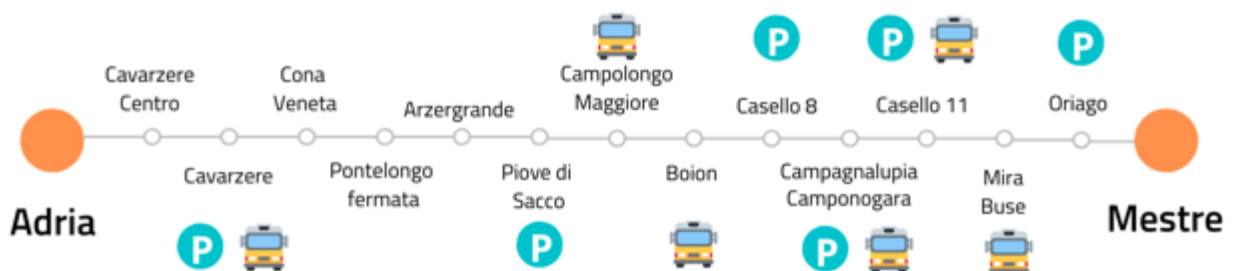 Adria
Cavarzere
Centro
Cavarzere
P
Cona
Veneta
Pontelongo
fermata
Arzergrande
Piove di
Sacco
P
Campolongo
Maggiore
Boion
P
Casello 8
Campagnalupia
Camponogara
P
P
Casello 11
Mira
Buse
P
Oriago
Mestre